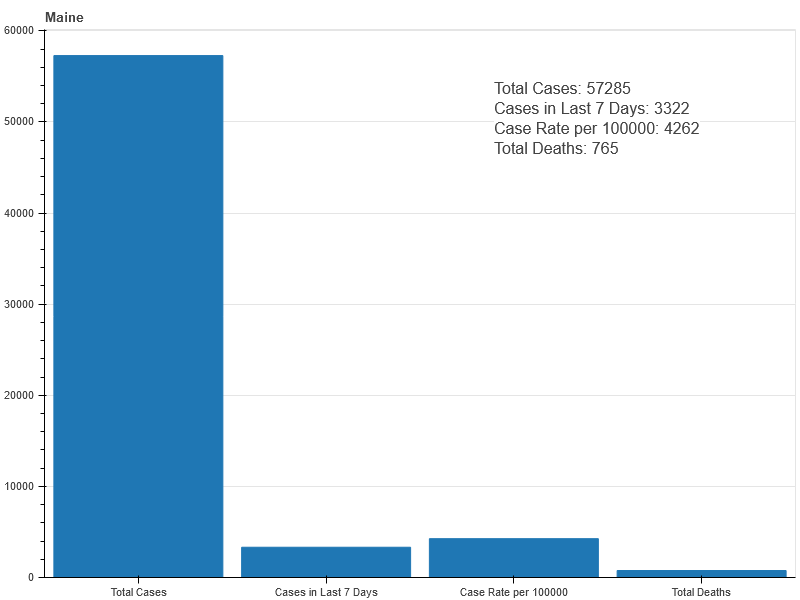 Maine
60000
50000
40000
30000
20000
10000
0
Total Cases: 57285
Cases in Last 7 Days: 3322
Case Rate per 100000: 4262
Total Deaths: 765
Total Cases
Cases in Last 7 Days
Case Rate per 100000
Total Deaths